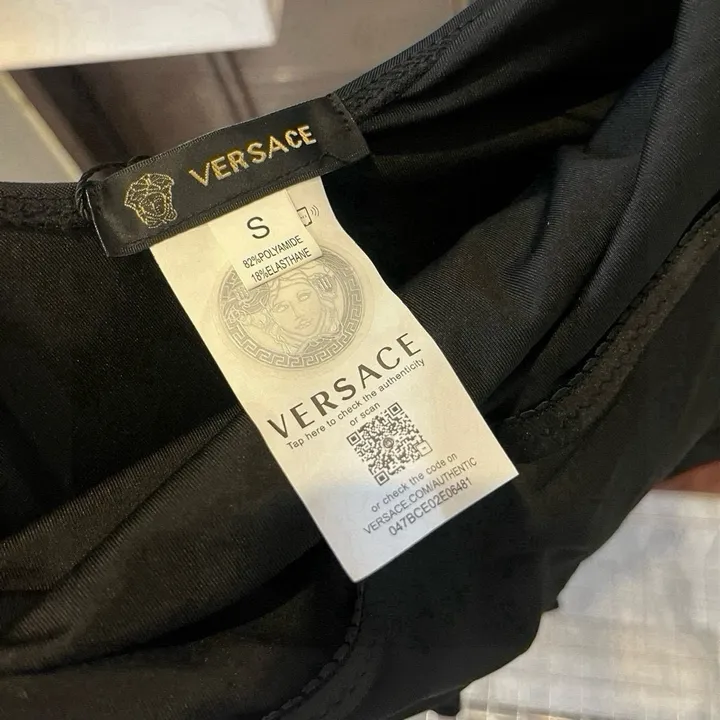 VERSACE
S
82%POLYAMIDE
18%ELASTHANE
VERSACE
Tap here to check the authenticity
or scan
or check the code on
VERSACE.COM/AUTHENTIC
047BCE02E06481